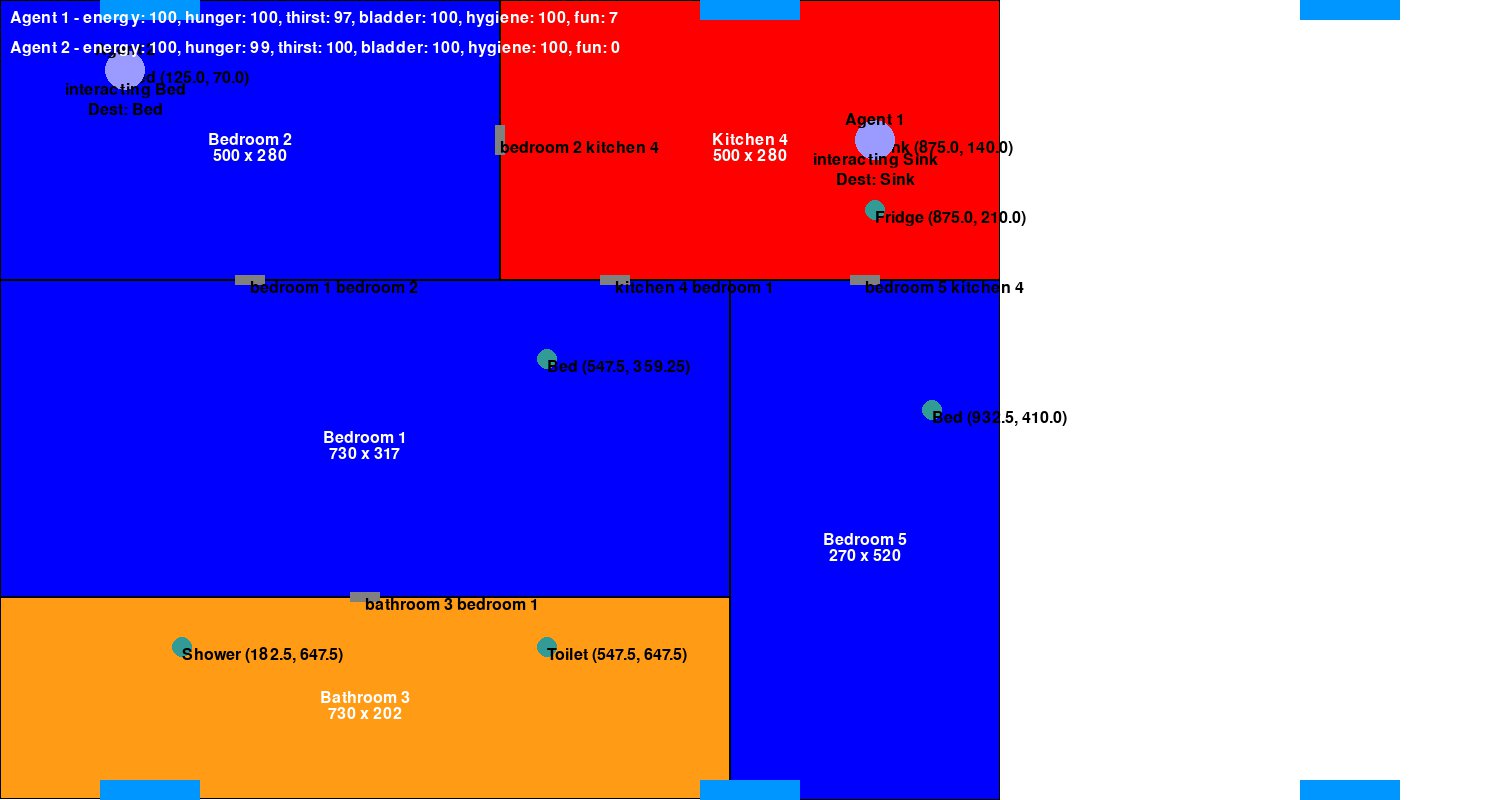 Agent 1 - energy: 100, hunger: 100, thirst: 97, bladder: 100, hygiene: 100, fun: 7
Agent 2 - energy: 100, hunger: 99, thirst: 100, bladder: 100, hygiene: 100, fun: 0
(125.0, 70.0)
interacting Bed
Dest: Bed
Bedroom 2
500 x 280
bedroom 2 kitchen 4
Kitchen 4
500 x 280
Agent 1
(875.0, 140.0)
interacting Sink
Dest: Sink
Fridge (875.0, 210.0)
bedroom 1 bedroom 2
kitchen 4 bedroom 1
bedroom 5 kitchen 4
Bed (547.5, 359.25)
Bed (932.5, 410.0)
Bedroom 1
730 x 317
Bedroom 5
270 x 520
bathroom 3 bedroom 1
Shower (182.5, 647.5)
Toilet (547.5, 647.5)
Bathroom 3
730 x 202